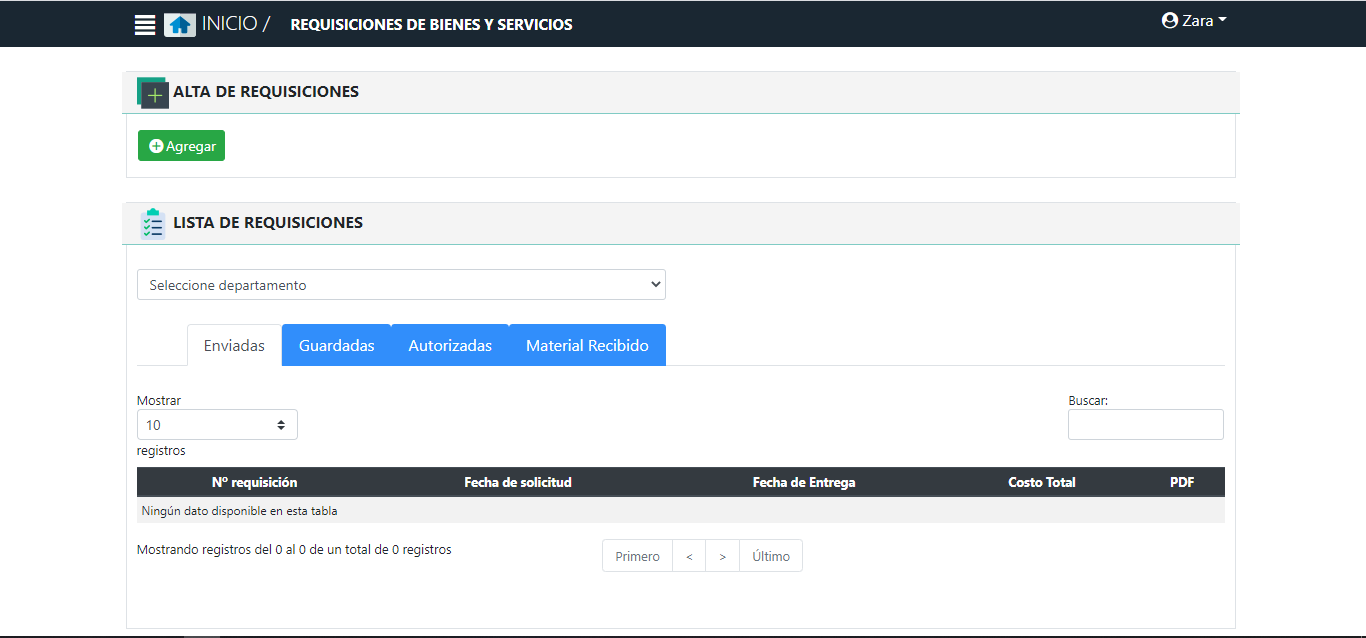 INICIO / REQUISICIONES DE BIENES Y SERVICIOS Zara
ALTA DE REQUISICIONES
Agregar
LISTA DE REQUISICIONES
Seleccione departamento
Enviadas Guardadas Autorizadas Material Recibido
Mostrar Buscar:
10
registros
Nº requisición Fecha de solicitud Fecha de Entrega Costo Total PDF
Ningún dato disponible en esta tabla
Mostrando registros del 0 al 0 de un total de 0 registros Primero < > Último